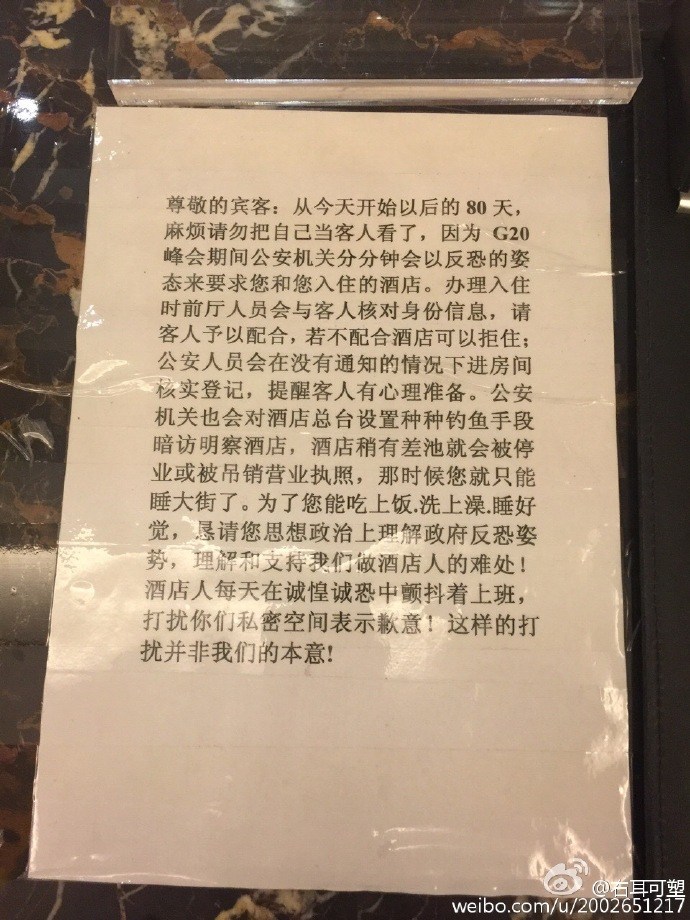 尊敬的宾客：从今天开始以后的 80 天，
麻烦请勿把自己当客人看了，因为 G20
峰会期间公安机关分分钟会以反恐的姿
态来要求您和您入住的酒店。办理入住
时前厅人员会与客人核对身份信息，请
客人予以配合，若不配合酒店可以拒住；
公安人员会在没有通知的情况下进房间
核实登记，提醒客人有心理准备。公安
机关也会对酒店总台设置种种钓鱼手段
暗访明察酒店，酒店稍有差池就会被停
业或被吊销营业执照，那时候您就只能
睡大街了。为了您能吃上饭.洗上澡.睡好
觉，恳请您思想政治上理解政府反恐姿
势，理解和支持我们做酒店人的难处！
酒店人每天在诚惶诚恐中颤抖着上班，
打扰你们私密空间表示歉意！这样的打
扰并非我们的本意!
@石耳可塑
weibo.com/u/2002651217